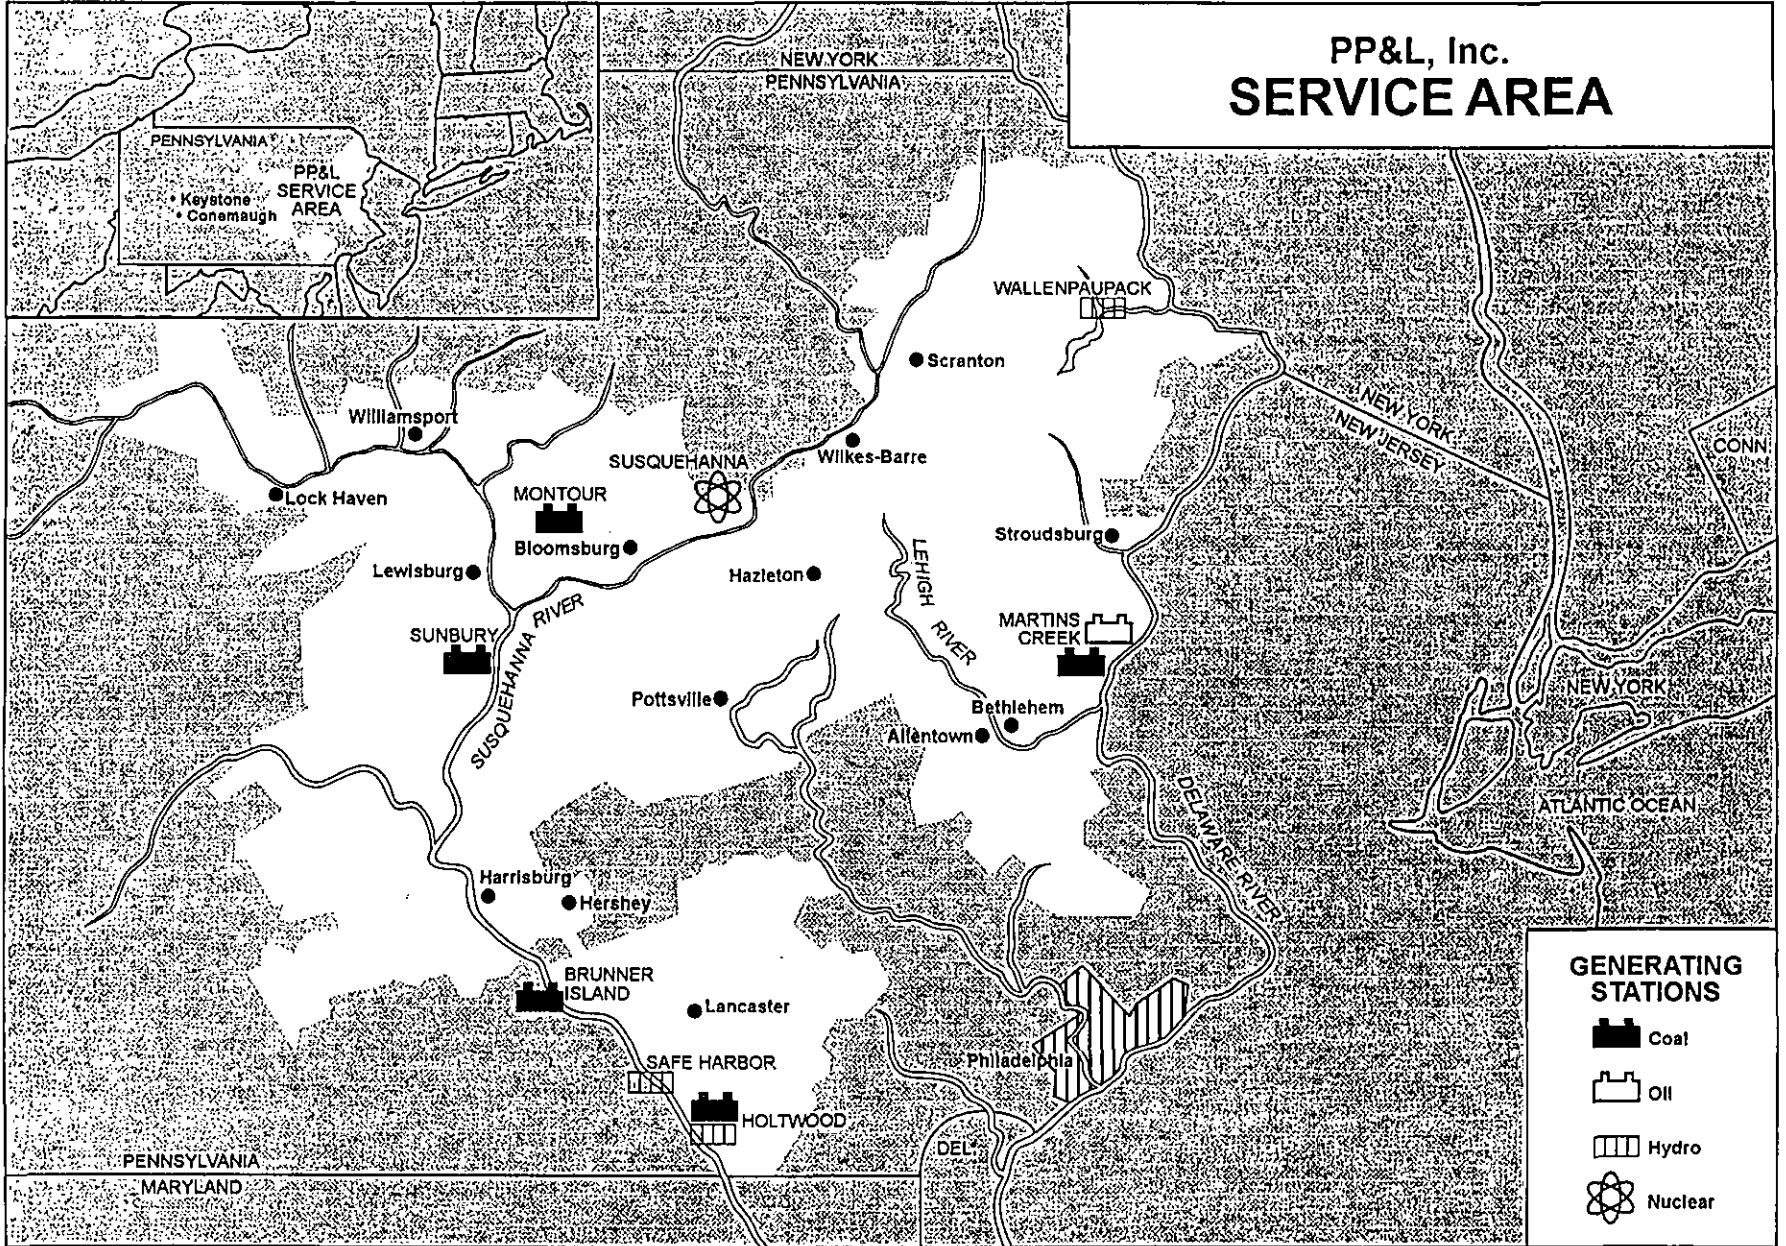 PP&L, Inc.
SERVICE AREA
PENNSYLVANIA
PP&L
SERVICE
AREA
• Keystone
• Conemaugh
NEW YORK
PENNSYLVANIA
WALLENPAUPACK
Scranton
NEW YORK
NEW JERSEY
CONN.
Williamsport
Wilkes-Barre
SUSQUEHANNA
Lock Haven
MONTOUR
Bloomsburg
Stroudsburg
Lewisburg
Hazleton
LEHIGH
RIVER
SUNBURY
SUSQUEHANNA RIVER
MARTINS
CREEK
Pottsville
Bethlehem
Allentown
NEW YORK
DELAWARE RIVER
ATLANTIC OCEAN
Harrisburg
Hershey
BRUNNER
ISLAND
Lancaster
SAFE HARBOR
Philadelphia
HOLTWOOD
DEL.
PENNSYLVANIA
MARYLAND
GENERATING
STATIONS
Coal
Oil
Hydro
Nuclear